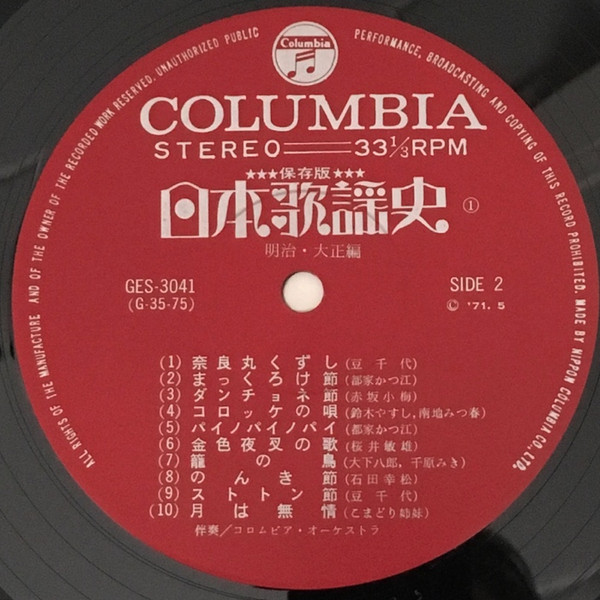 ALL RIGHTS OF THE MANUFACTURE AND OF THE OWNER OF THE RECORDED WORK RESERVED. UNAUTHORIZED PUBLIC PERFORMANCE, BROADCASTING AND COPYING OF THIS RECORD PROHIBITED. MADE BY NIPPON COLUMBIA CO., LTD.
Columbia
COLUMBIA
STEREO 33⅓RPM
★★★保存版★★★
日本歌謡史 ①
明治・大正編
GES-3041 SIDE 2
(G-35-75) © '71.5
(1) 奈良丸くずし (豆千代)
(2) まっくろけ節 (都家かつ江)
(3) ダンチョネ節 (赤坂小梅)
(4) コロッケの唄 (鈴木やすし,南地みつ春)
(5) パイノパイノパイ (都家かつ江)
(6) 金色夜叉の歌 (桜井敏雄)
(7) 籠の鳥 (大下八郎,千原みき)
(8) のんき節 (石田幸松)
(9) ストトン節 (豆千代)
(10) 月は無情 (こまどり姉妹)
伴奏/コロムビア・オーケストラ